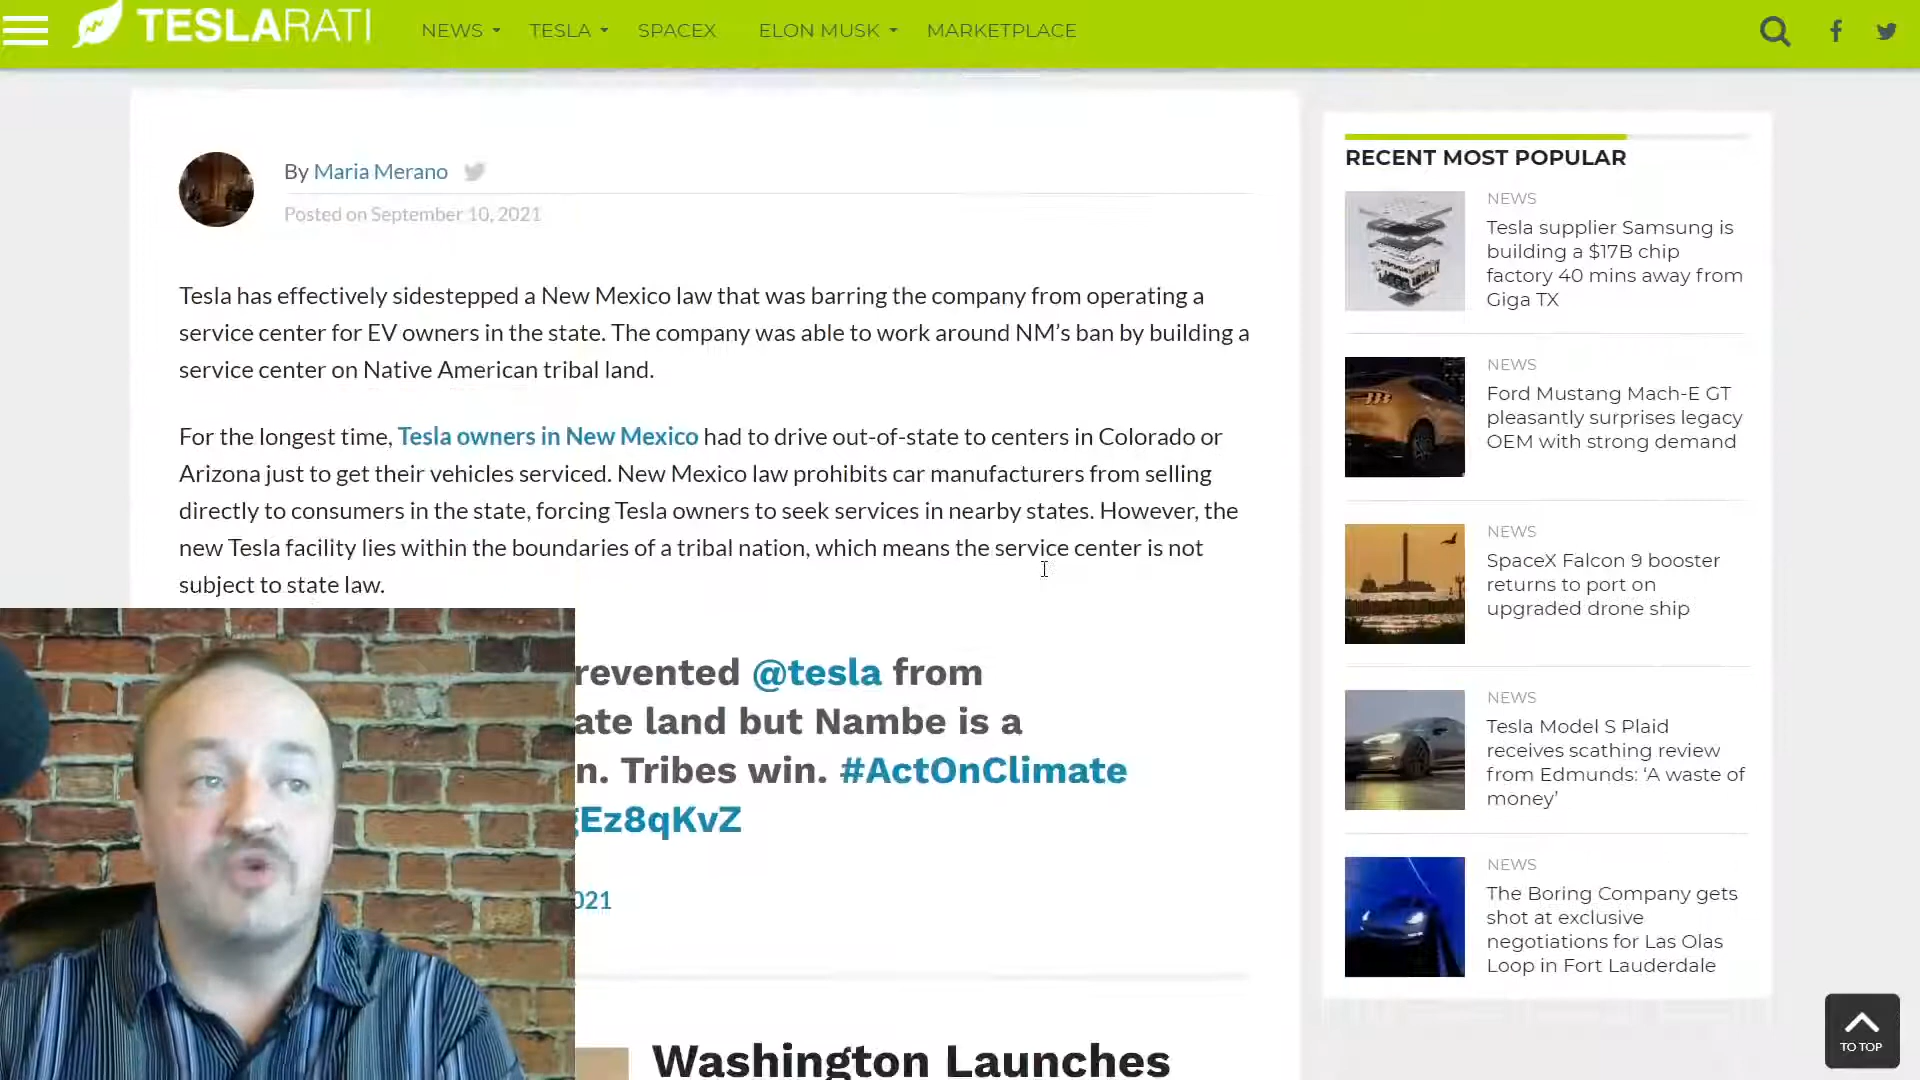 TESLARATI
NEWS
TESLA
SPACEX
ELON MUSK
MARKETPLACE
By Maria Merano
Posted on September 10, 2021
Tesla has effectively sidestepped a New Mexico law that was barring the company from operating a
service center for EV owners in the state. The company was able to work around NM’s ban by building a
service center on Native American tribal land.
For the longest time, Tesla owners in New Mexico had to drive out-of-state to centers in Colorado or
Arizona just to get their vehicles serviced. New Mexico law prohibits car manufacturers from selling
directly to consumers in the state, forcing Tesla owners to seek services in nearby states. However, the
new Tesla facility lies within the boundaries of a tribal nation, which means the service center is not
subject to state law.
revented @tesla from
ate land but Nambe is a
n. Tribes win. #ActOnClimate
gEz8qKvZ
021
Washington Launches
RECENT MOST POPULAR
NEWS
Tesla supplier Samsung is
building a $17B chip
factory 40 mins away from
Giga TX
NEWS
Ford Mustang Mach-E GT
pleasantly surprises legacy
OEM with strong demand
NEWS
SpaceX Falcon 9 booster
returns to port on
upgraded drone ship
NEWS
Tesla Model S Plaid
receives scathing review
from Edmunds: ‘A waste of
money’
NEWS
The Boring Company gets
shot at exclusive
negotiations for Las Olas
Loop in Fort Lauderdale
TO TOP